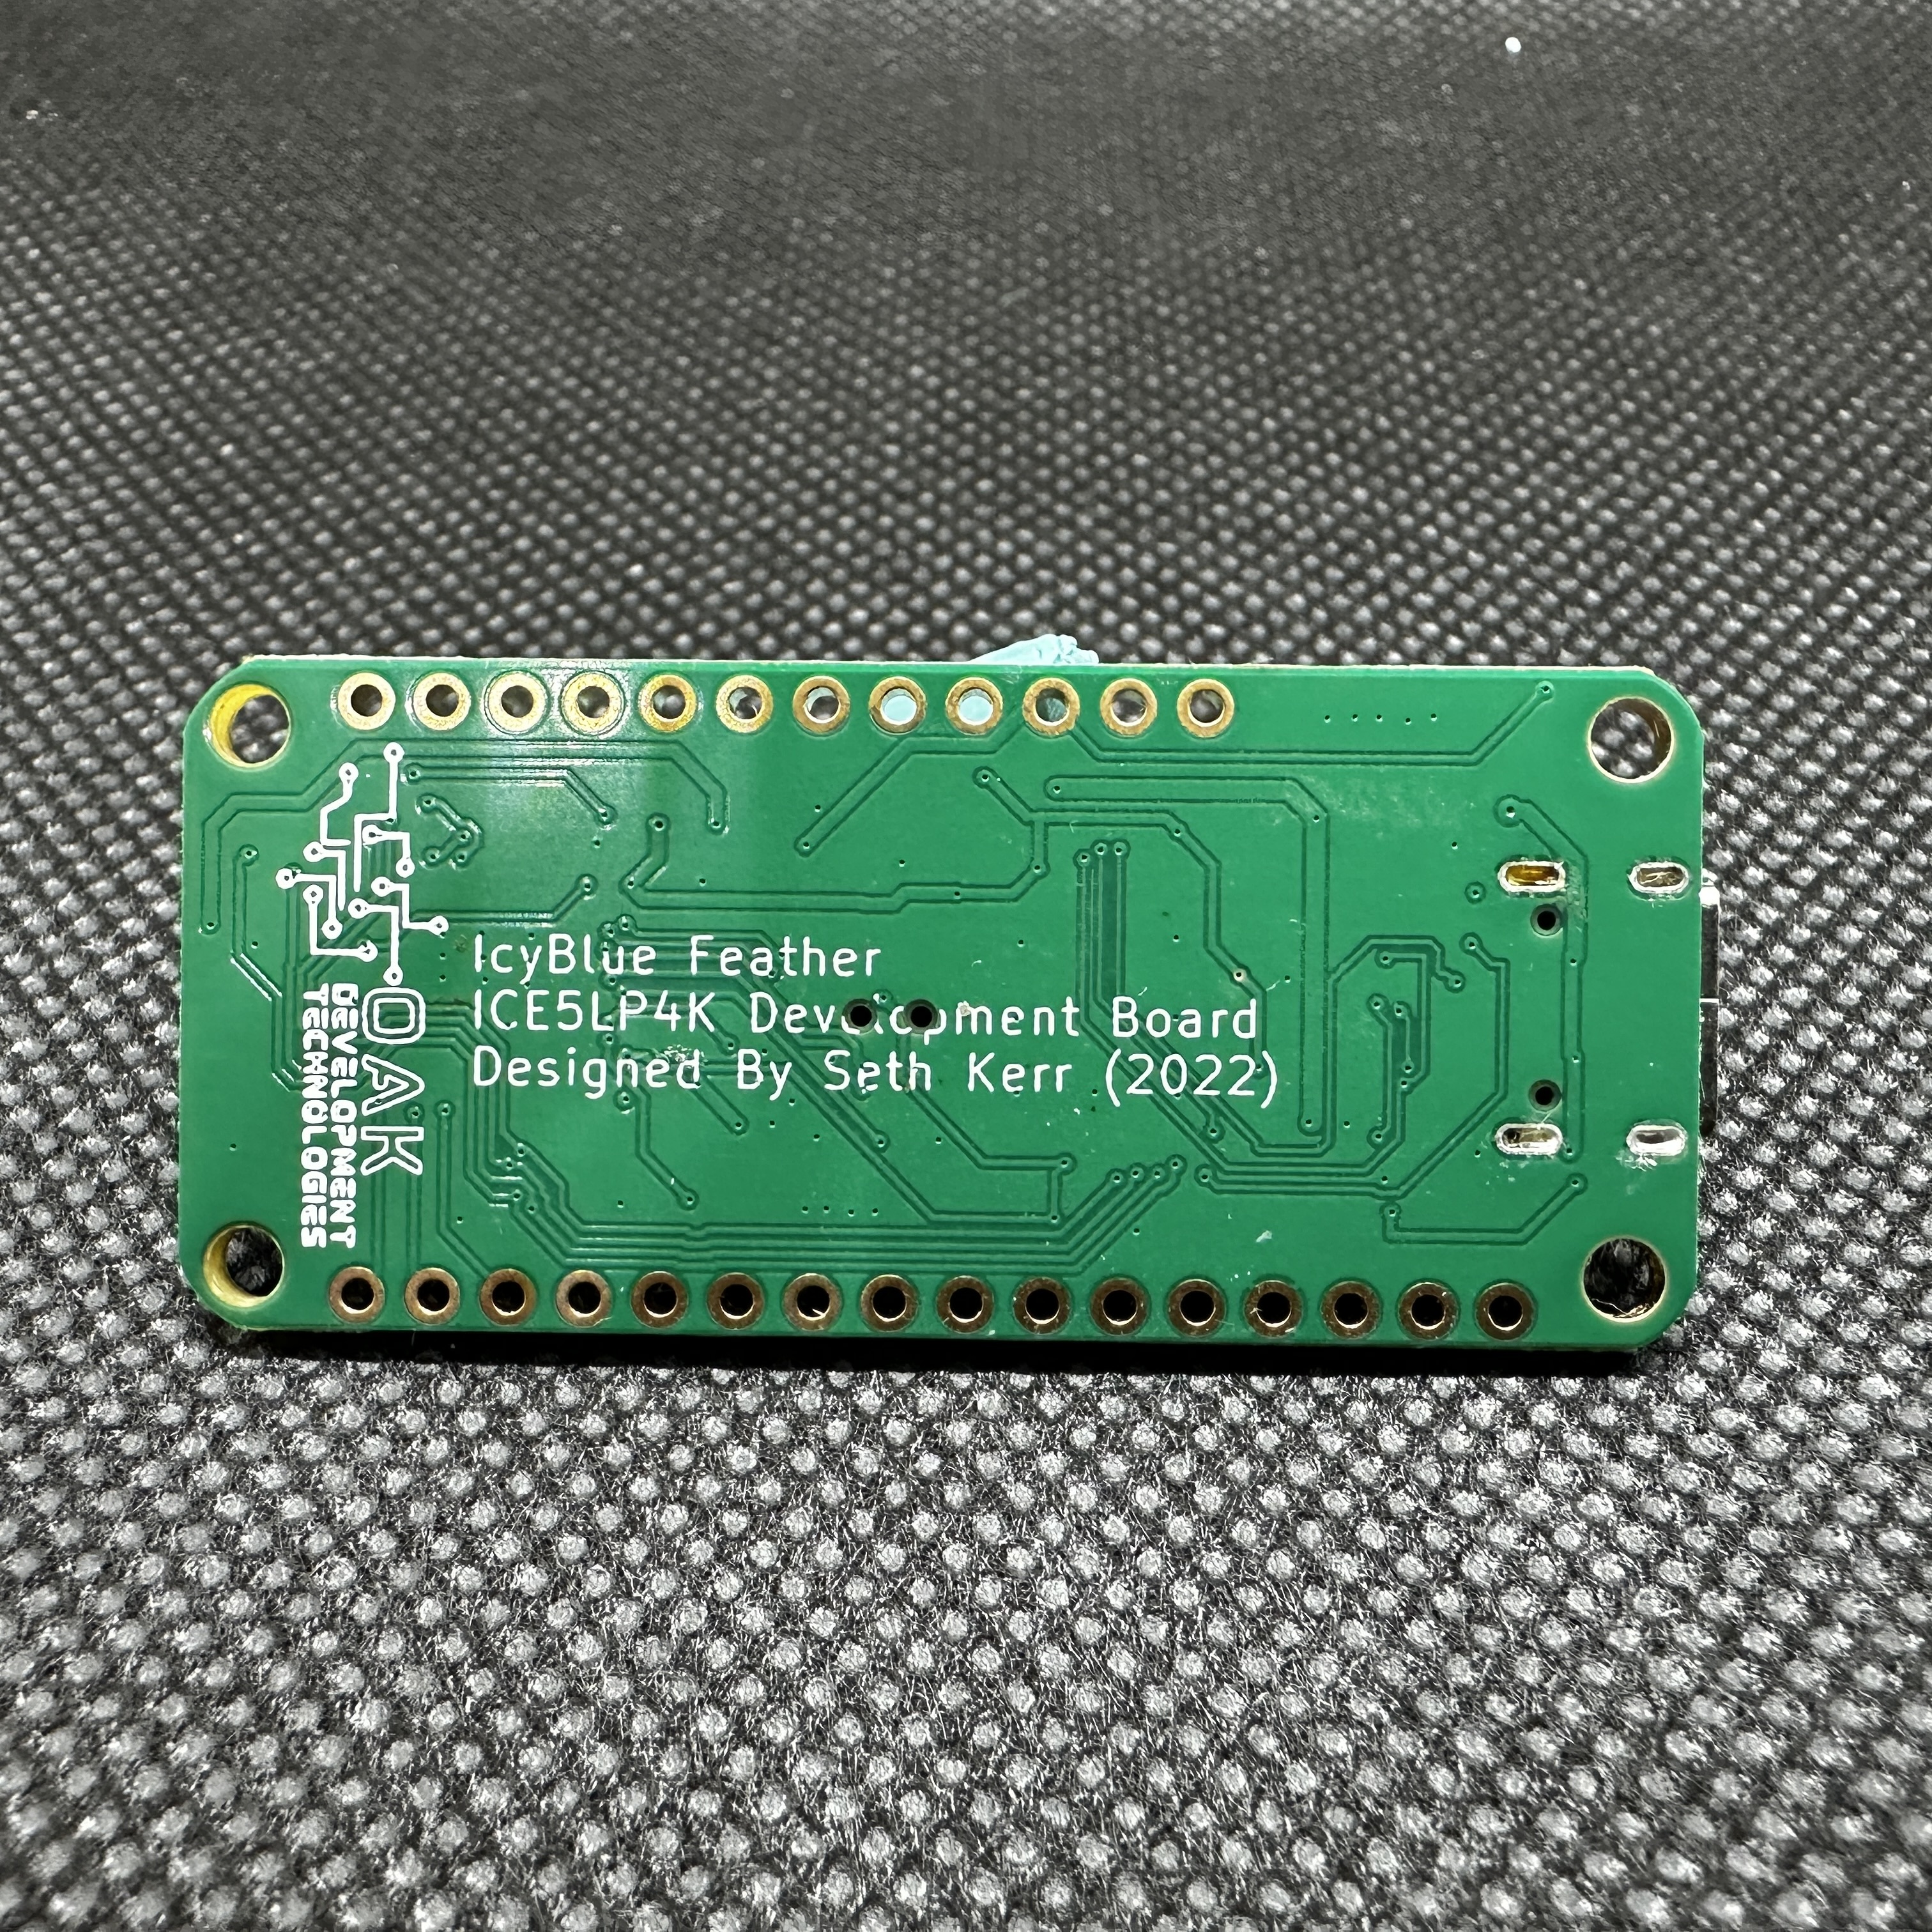 IcyBlue Feather
ICE5LP4K Development Board
Designed By Seth Kerr (2022)
OAK
DEVELOPMENT
TECHNOLOGIES